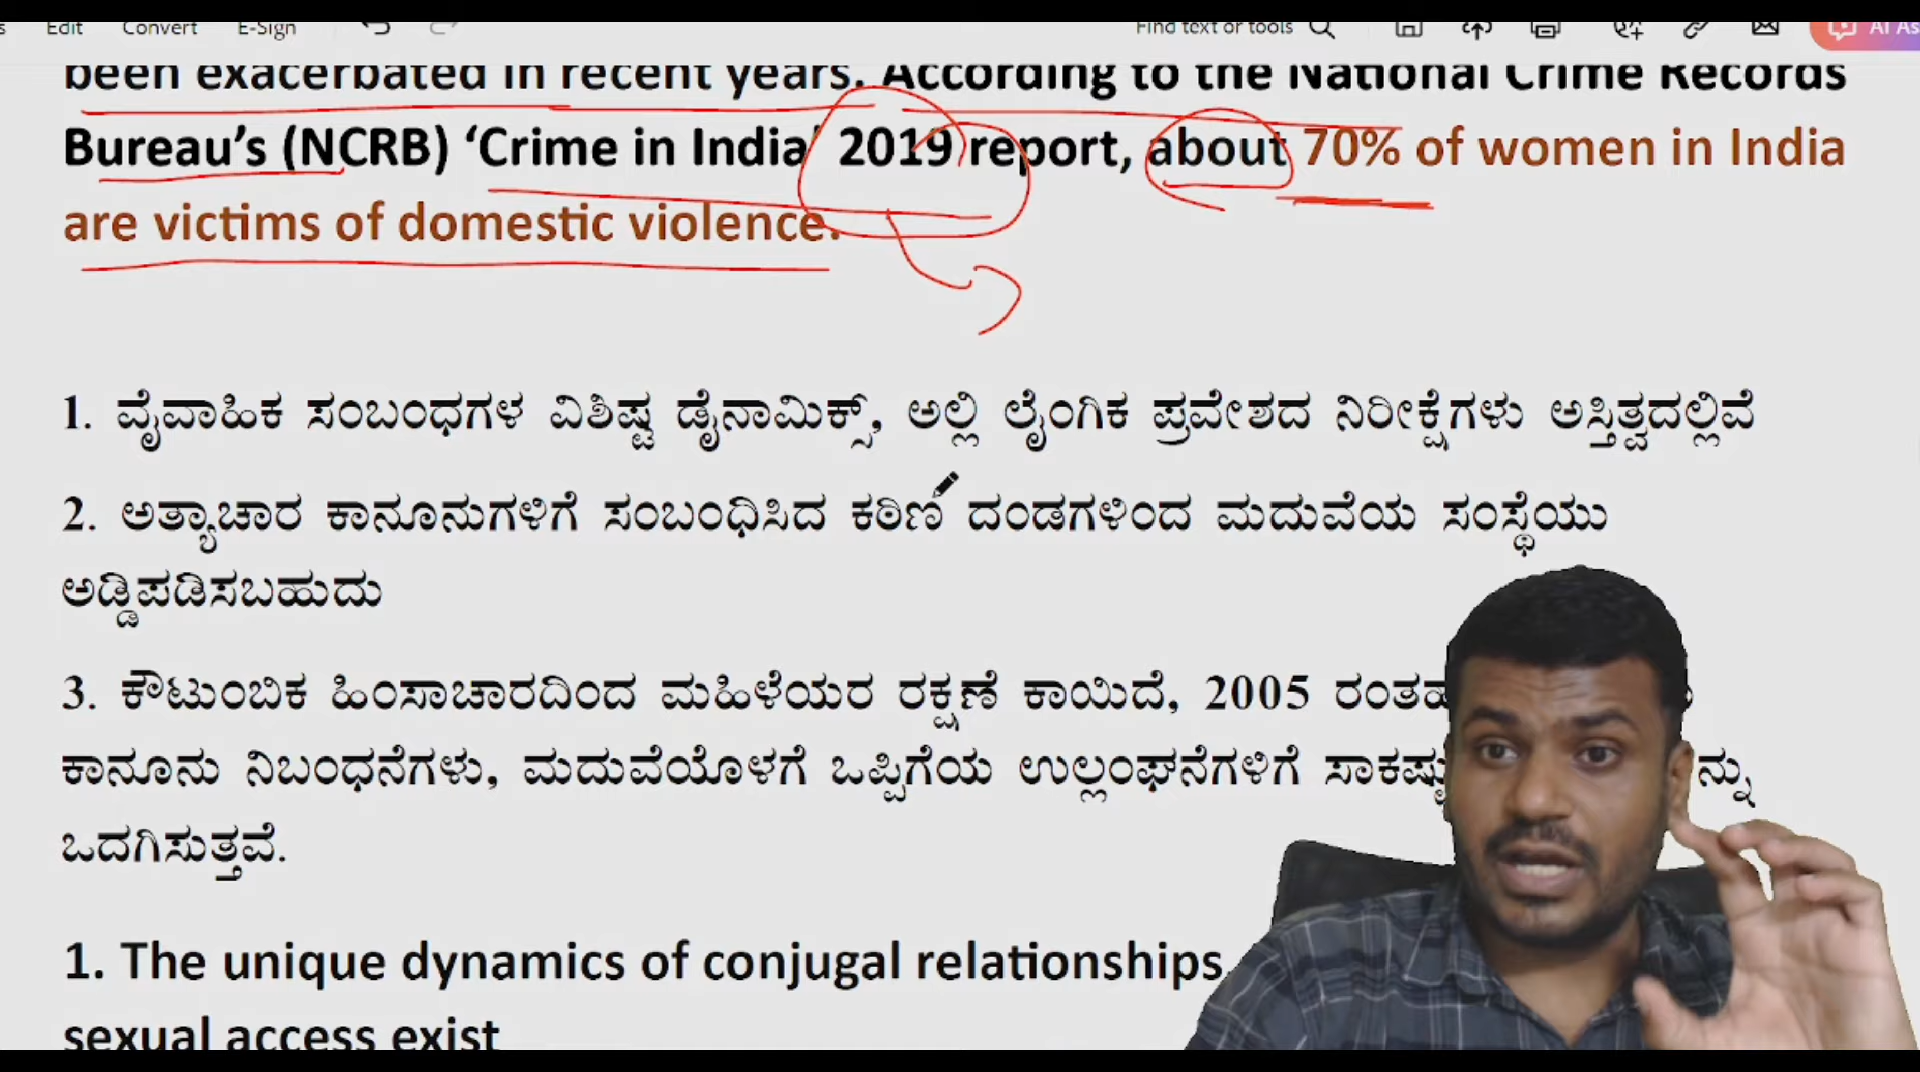 Edit Convert E-Sign Find text or tools
been exacerbated in recent years. According to the National Crime Records
Bureau's (NCRB) ‘Crime in India’ 2019 report, about 70% of women in India
are victims of domestic violence.
1. ವೈವಾಹಿಕ ಸಂಬಂಧಗಳ ವಿಶಿಷ್ಟ ಡೈನಾಮಿಕ್ಸ್, ಅಲ್ಲಿ ಲೈಂಗಿಕ ಪ್ರವೇಶದ ನಿರೀಕ್ಷೆಗಳು ಅಸ್ತಿತ್ವದಲ್ಲಿವೆ
2. ಅತ್ಯಾಚಾರ ಕಾನೂನುಗಳಿಗೆ ಸಂಬಂಧಿಸಿದ ಕಠಿಣ ದಂಡಗಳಿಂದ ಮದುವೆಯ ಸಂಸ್ಥೆಯು
ಅಡ್ಡಿಪಡಿಸಬಹುದು
3. ಕೌಟುಂಬಿಕ ಹಿಂಸಾಚಾರದಿಂದ ಮಹಿಳೆಯರ ರಕ್ಷಣೆ ಕಾಯಿದೆ, 2005 ರಂತಹ
ಕಾನೂನು ನಿಬಂಧನೆಗಳು, ಮದುವೆಯೊಳಗೆ ಒಪ್ಪಿಗೆಯ ಉಲ್ಲಂಘನೆಗಳಿಗೆ
ಒದಗಿಸುತ್ತವೆ.
1. The unique dynamics of conjugal relationships
sexual access exist